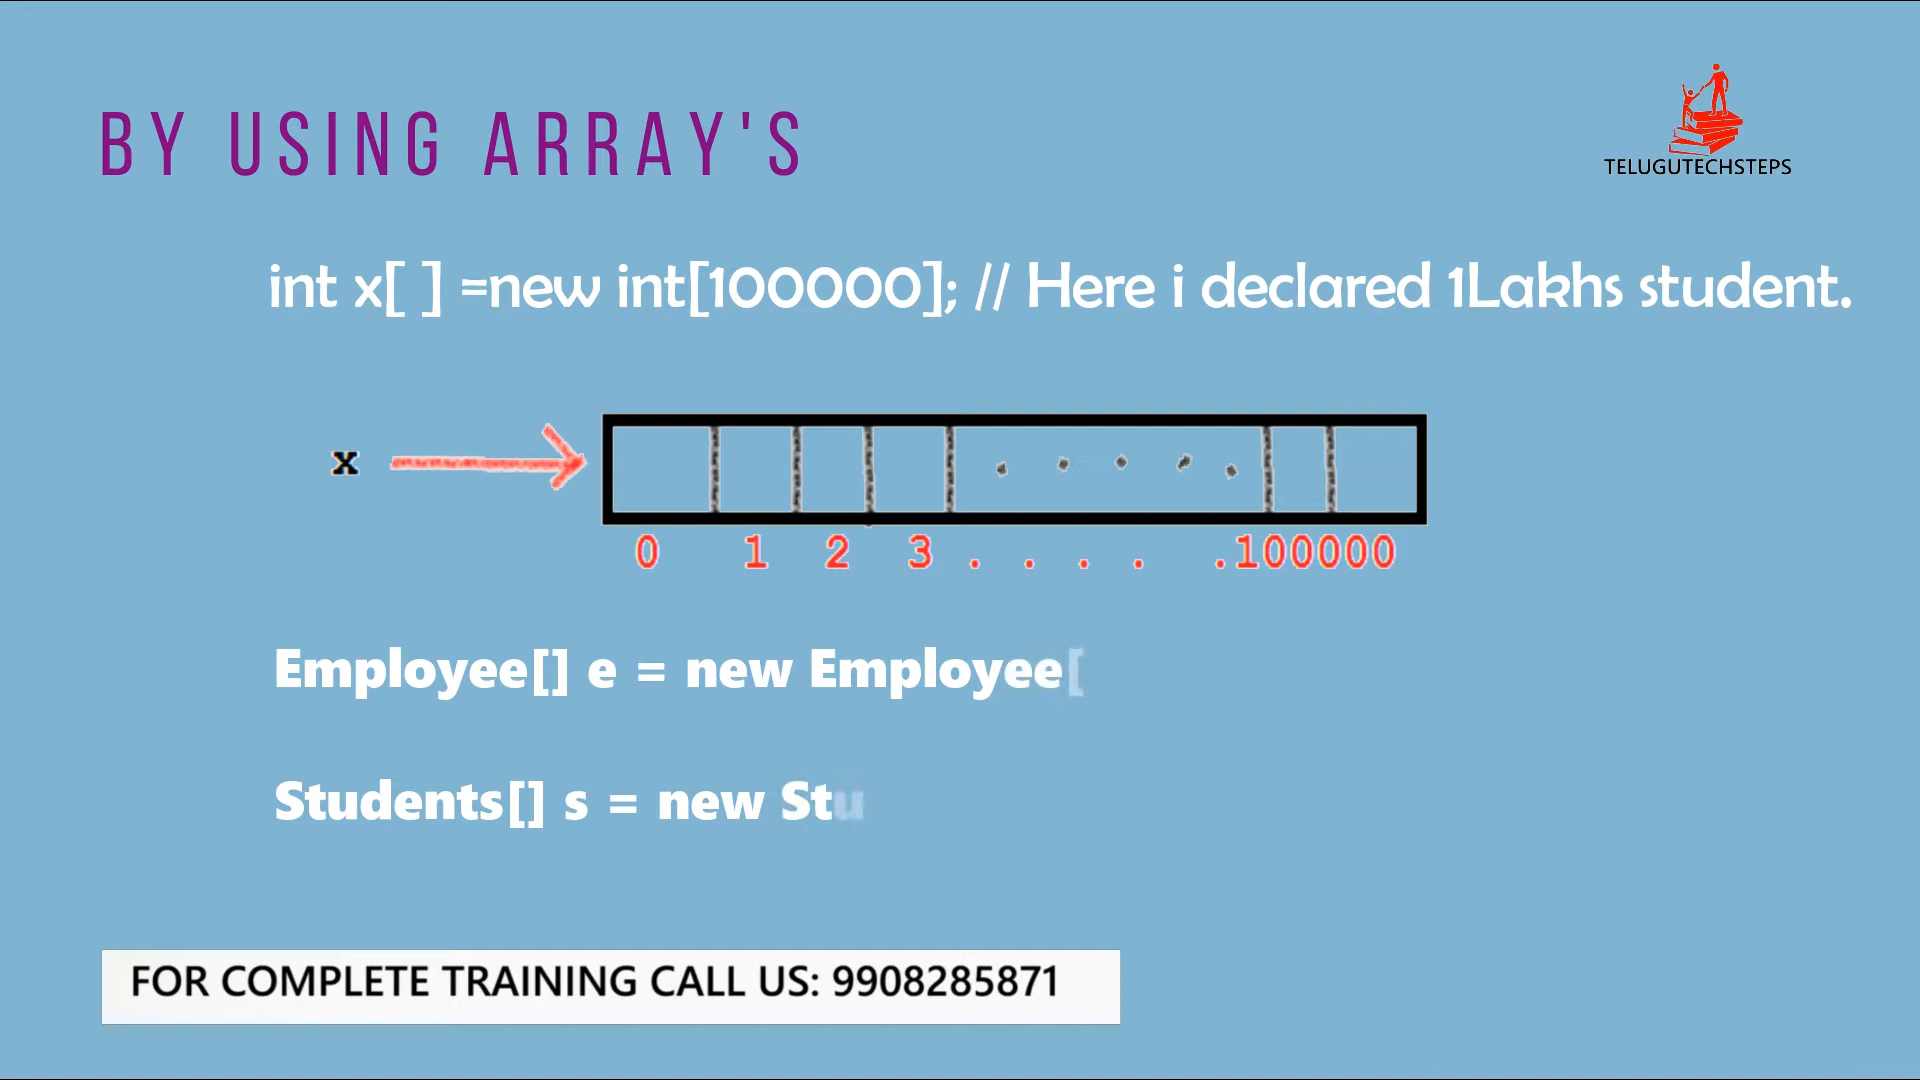 BY USING ARRAY'S
TELUGUTECHSTEPS
int x[ ] =new int[100000]; // Here i declared 1Lakhs student.
x
0 1 2 3 . . . . .100000
Employee[] e = new Employee[
Students[] s = new Stu
FOR COMPLETE TRAINING CALL US: 9908285871